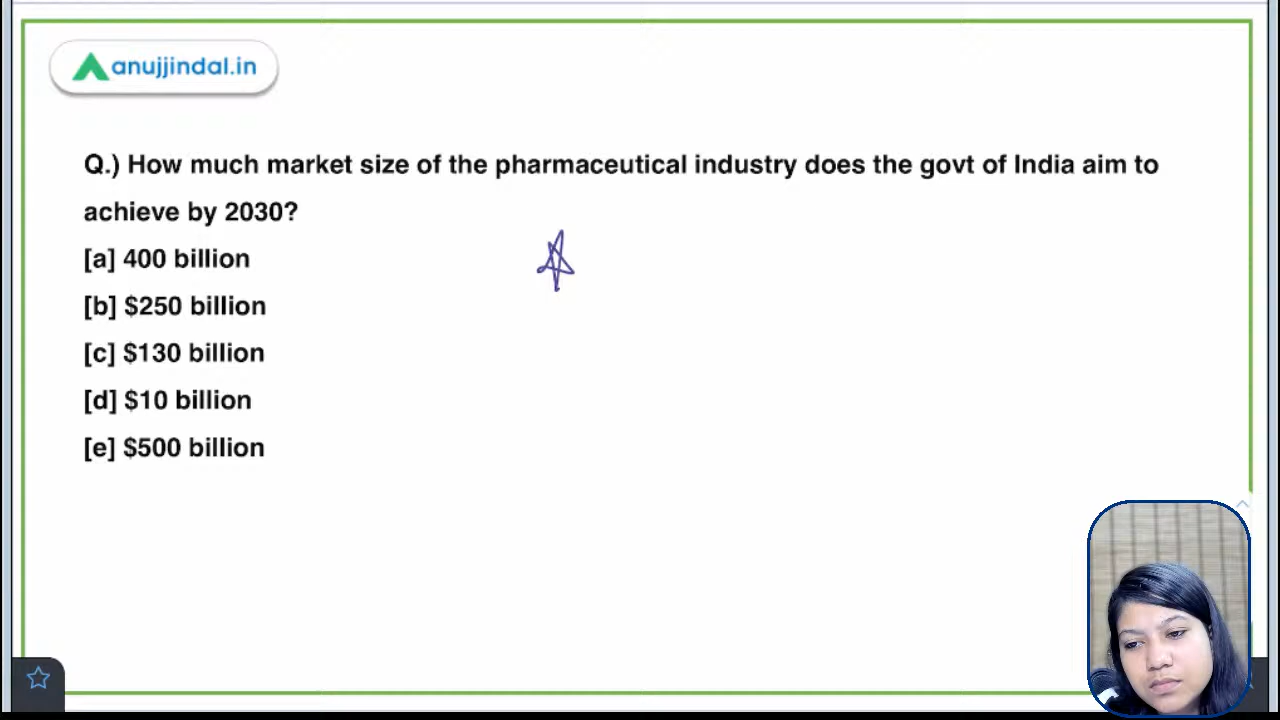 anujjindal.in
Q.) How much market size of the pharmaceutical industry does the govt of India aim to
achieve by 2030?
[a] 400 billion
[b] $250 billion
[c] $130 billion
[d] $10 billion
[e] $500 billion